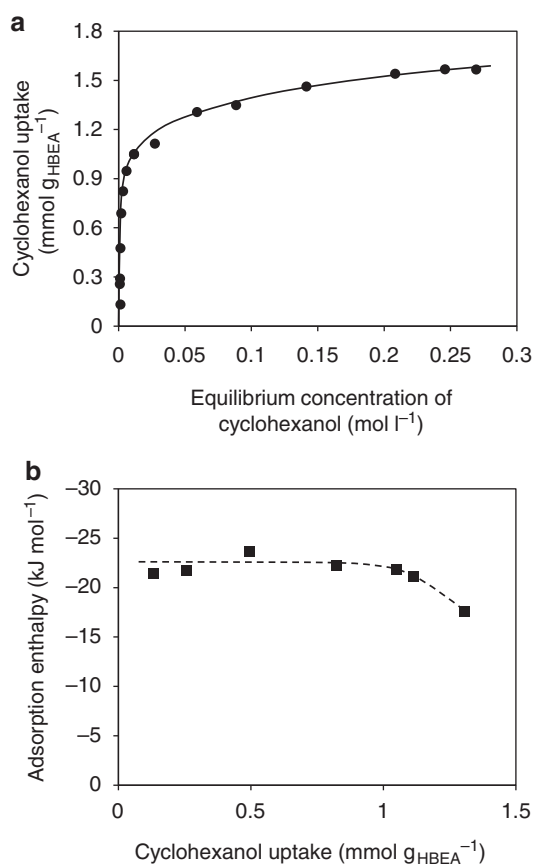 a
Cyclohexanol uptake
(mmol g_HBEA⁻¹)
1.8
1.5
1.2
0.9
0.6
0.3
0
0 0.05 0.1 0.15 0.2 0.25 0.3
Equilibrium concentration of
cyclohexanol (mol l⁻¹)
b
Adsorption enthalpy (kJ mol⁻¹)
–30
–25
–20
–15
–10
–5
0
0 0.5 1 1.5
Cyclohexanol uptake (mmol g_HBEA⁻¹)